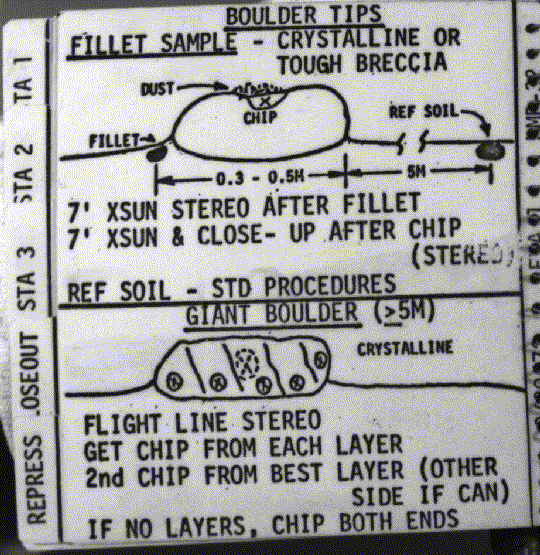 BOULDER TIPS
FILLET SAMPLE - CRYSTALLINE OR
TOUGH BRECCIA
DUST
CHIP
REF SOIL
FILLET
0.3 - 0.5M
5M
7' XSUN STEREO AFTER FILLET
7' XSUN & CLOSE-UP AFTER CHIP
(STEREO)
REF SOIL - STD PROCEDURES
GIANT BOULDER (>5M)
CRYSTALLINE
FLIGHT LINE STEREO
GET CHIP FROM EACH LAYER
2nd CHIP FROM BEST LAYER (OTHER
SIDE IF CAN)
IF NO LAYERS, CHIP BOTH ENDS
TA 1
STA 2
STA 3
LOSEOUT
REPRESS